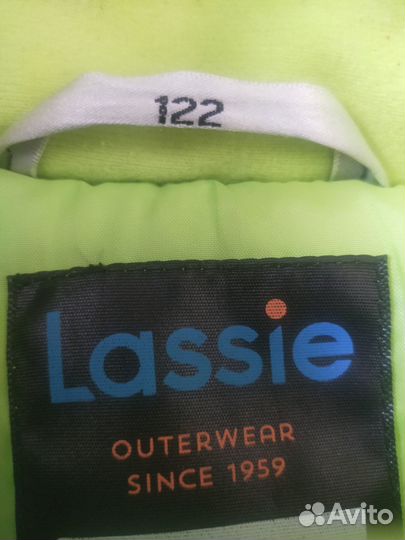 122
Lassie
OUTERWEAR
SINCE 1959
Avito